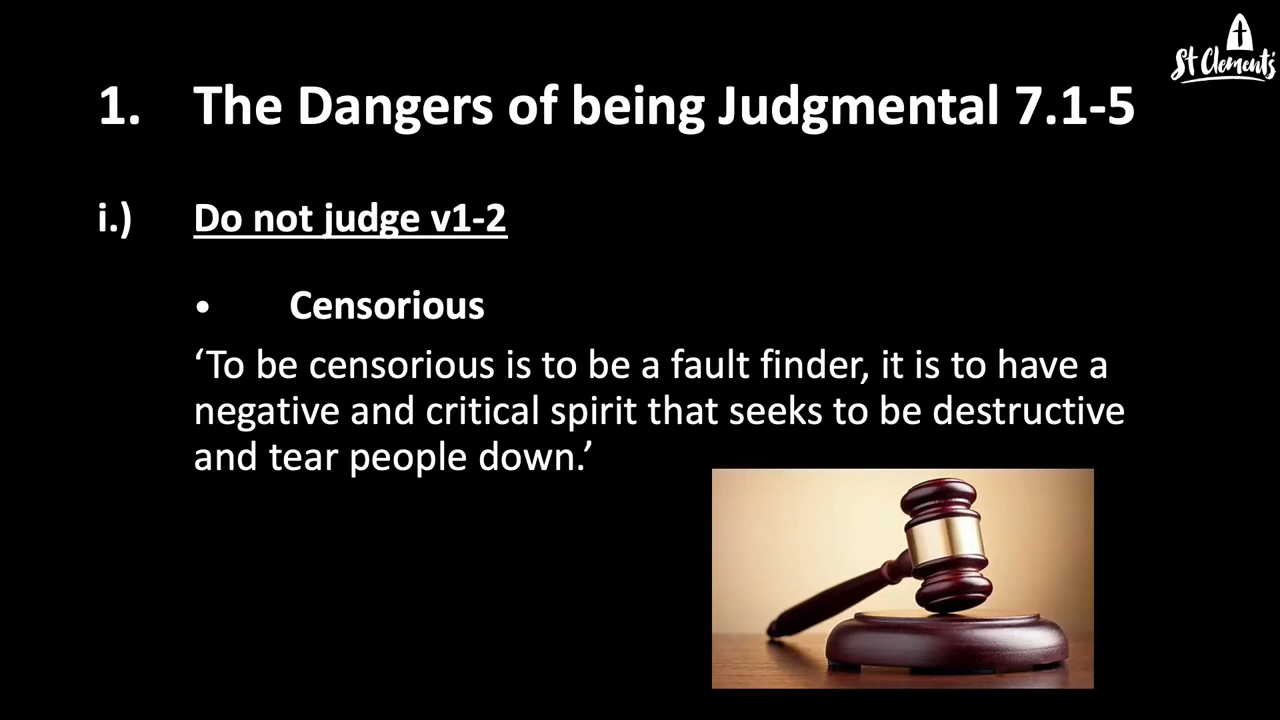 St Clement's
1. The Dangers of being Judgmental 7.1-5
i.) Do not judge v1-2
• Censorious
‘To be censorious is to be a fault finder, it is to have a
negative and critical spirit that seeks to be destructive
and tear people down.’